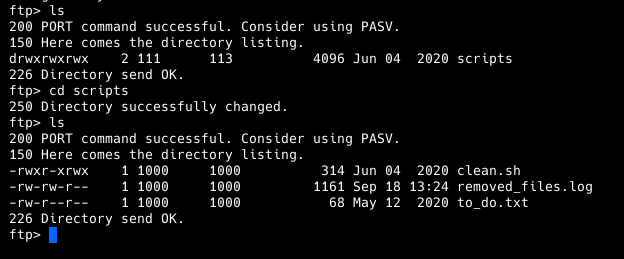 ftp> ls
200 PORT command successful. Consider using PASV.
150 Here comes the directory listing.
drwxrwxrwx    2 111      113          4096 Jun 04  2020 scripts
226 Directory send OK.
ftp> cd scripts
250 Directory successfully changed.
ftp> ls
200 PORT command successful. Consider using PASV.
150 Here comes the directory listing.
-rwxr-xrwx    1 1000     1000          314 Jun 04  2020 clean.sh
-rw-rw-r--    1 1000     1000         1161 Sep 18 13:24 removed_files.log
-rw-r--r--    1 1000     1000           68 May 12  2020 to_do.txt
226 Directory send OK.
ftp>